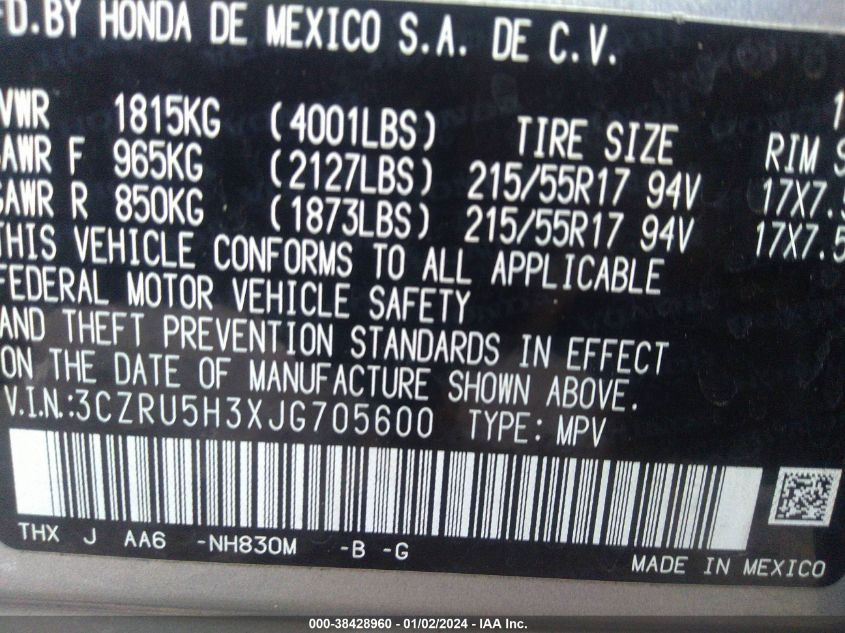 D.BY HONDA DE MEXICO S.A. DE C.V.
VWR 1815KG (4001LBS) TIRE SIZE RIM S
AWR F 965KG (2127LBS) 215/55R17 94V 17X7.5
GAWR R 850KG (1873LBS) 215/55R17 94V 17X7.5
THIS VEHICLE CONFORMS TO ALL APPLICABLE
FEDERAL MOTOR VEHICLE SAFETY
AND THEFT PREVENTION STANDARDS IN EFFECT
ON THE DATE OF MANUFACTURE SHOWN ABOVE.
V.I.N.:3CZRU5H3XJG705600 TYPE: MPV
THX J AA6 -NH830M -B -G
MADE IN MEXICO
000-38428960 - 01/02/2024 - IAA Inc.